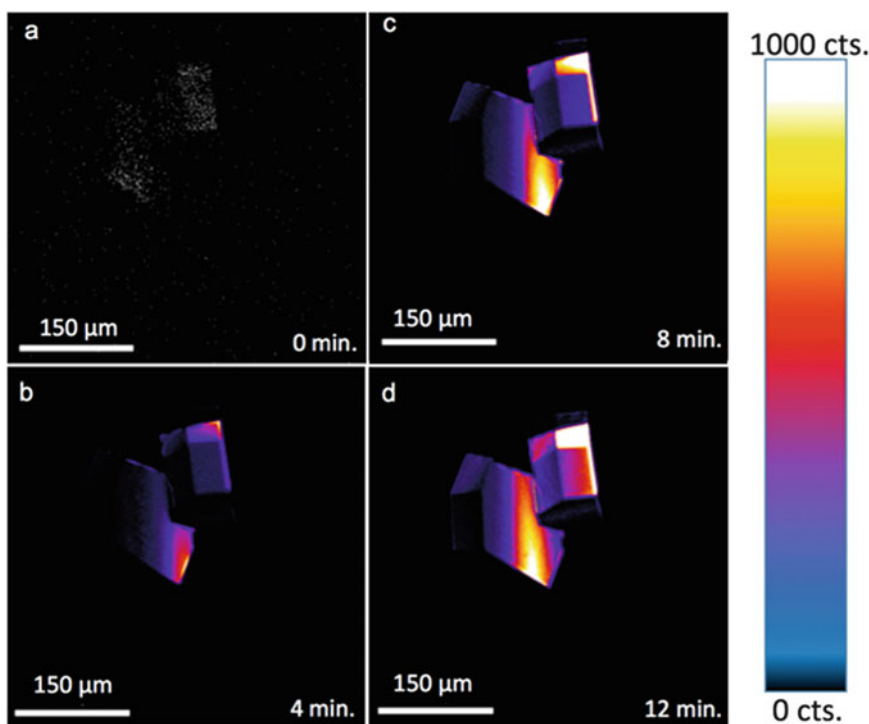 a
150 µm
0 min.
b
150 µm
4 min.
c
150 µm
8 min.
d
150 µm
12 min.
1000 cts.
0 cts.